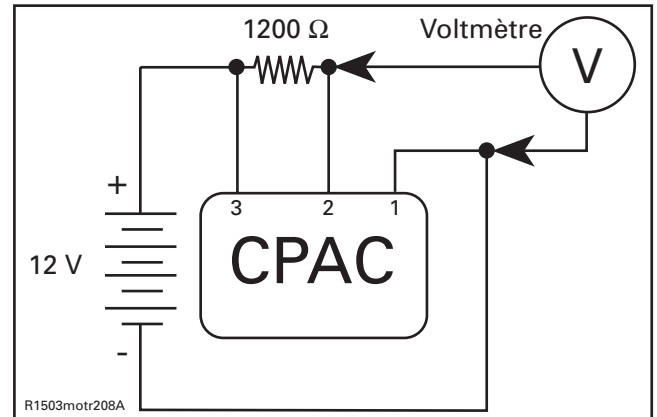 1200 Ω
Voltmètre
V
+
3
2
1
CPAC
12 V
-
R1503motr208A